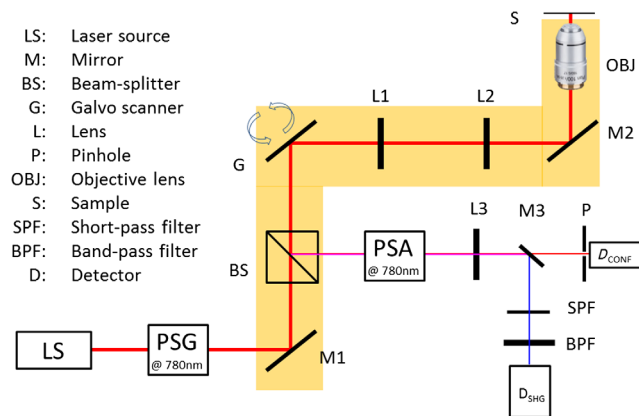 LS: Laser source
M: Mirror
BS: Beam-splitter
G: Galvo scanner
L: Lens
P: Pinhole
OBJ: Objective lens
S: Sample
SPF: Short-pass filter
BPF: Band-pass filter
D: Detector
S
OBJ
L1
L2
M2
G
L3
M3
P
PSA
@ 780nm
D_CONF
BS
SPF
PSG
@ 780nm
LS
M1
BPF
D_SHG